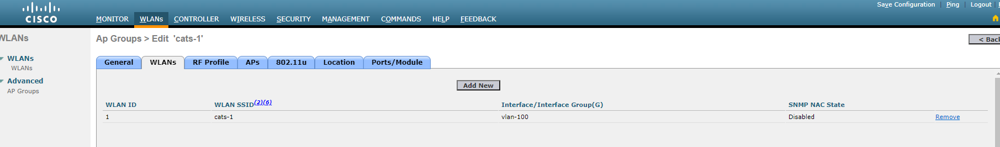 Save Configuration | Ping | Logout |
CISCO
MONITOR WLANs CONTROLLER WIRELESS SECURITY MANAGEMENT COMMANDS HELP FEEDBACK
WLANs
Ap Groups > Edit 'cats-1'
< Back
WLANs
WLANs
Advanced
AP Groups
General WLANs RF Profile APs 802.11u Location Ports/Module
Add New
WLAN ID WLAN SSID(2)(6) Interface/Interface Group(G) SNMP NAC State
1 cats-1 vlan-100 Disabled Remove